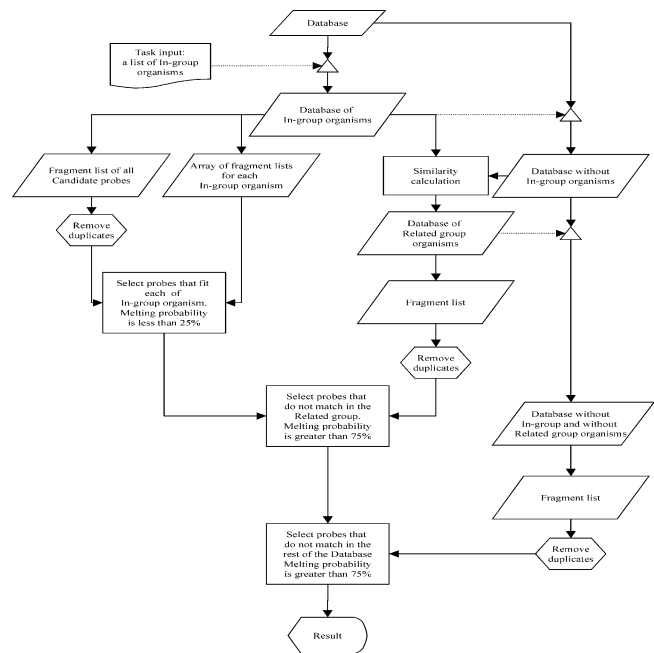 Database
Task input:
a list of In-group
organisms
Database of
In-group organisms
Fragment list of all
Candidate probes
Array of fragment lists
for each
In-group organism
Similarity
calculation
Database without
In-group organisms
Remove
duplicates
Database of
Related group
organisms
Select probes that fit
each of
In-group organism.
Melting probability
is less than 25%
Fragment list
Remove
duplicates
Select probes that
do not match in the
Related group.
Melting probability
is greater than 75%
Database without
In-group and without
Related group organisms
Fragment list
Select probes that
do not match in the
rest of the Database
Melting probability
is greater than 75%
Remove
duplicates
Result